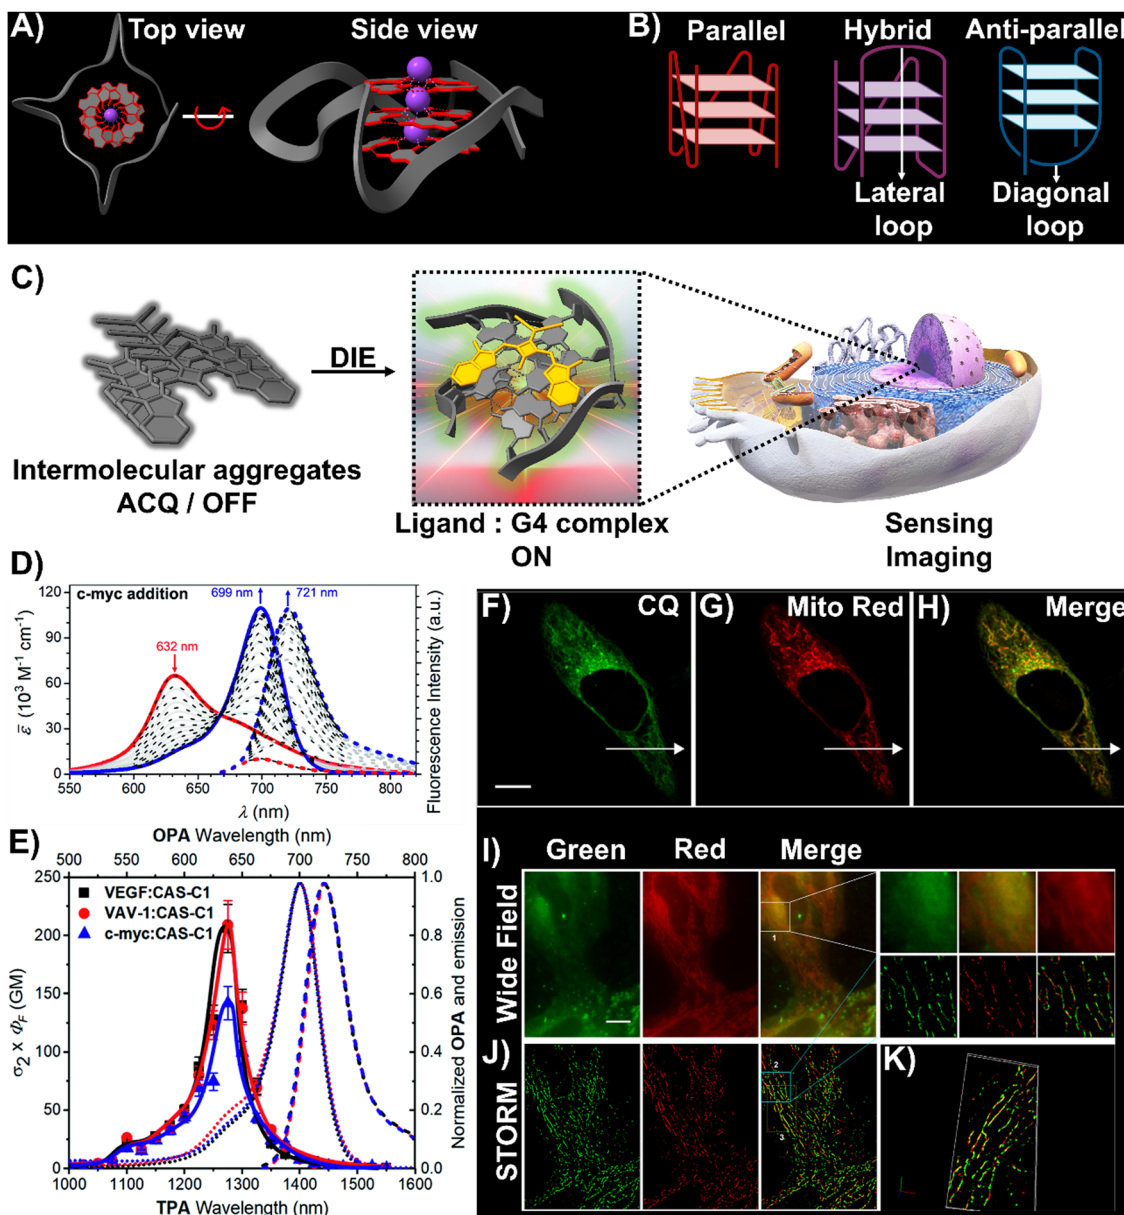 A)
Top view
Side view
B)
Parallel
Hybrid
Anti-parallel
Lateral
loop
Diagonal
loop
C)
DIE
Intermolecular aggregates
ACQ / OFF
Ligand : G4 complex
ON
Sensing
Imaging
D)
c-myc addition
699 nm
721 nm
632 nm
120
90
60
30
0
ε̄ (10³ M⁻¹ cm⁻¹)
Fluorescence Intensity (a.u.)
550 600 650 700 750 800
λ (nm)
E)
OPA Wavelength (nm)
500 550 600 650 700 750 800
250
200
150
100
50
0
σ₂ x Φ_F (GM)
VEGF:CAS-C1
VAV-1:CAS-C1
c-myc:CAS-C1
1.0
0.8
0.6
0.4
0.2
0.0
Normalized OPA and emission
1000 1100 1200 1300 1400 1500 1600
TPA Wavelength (nm)
F)
CQ
G)
Mito Red
H)
Merge
I)
Green
Red
Merge
Wide Field
1
J)
STORM
2
3
K)